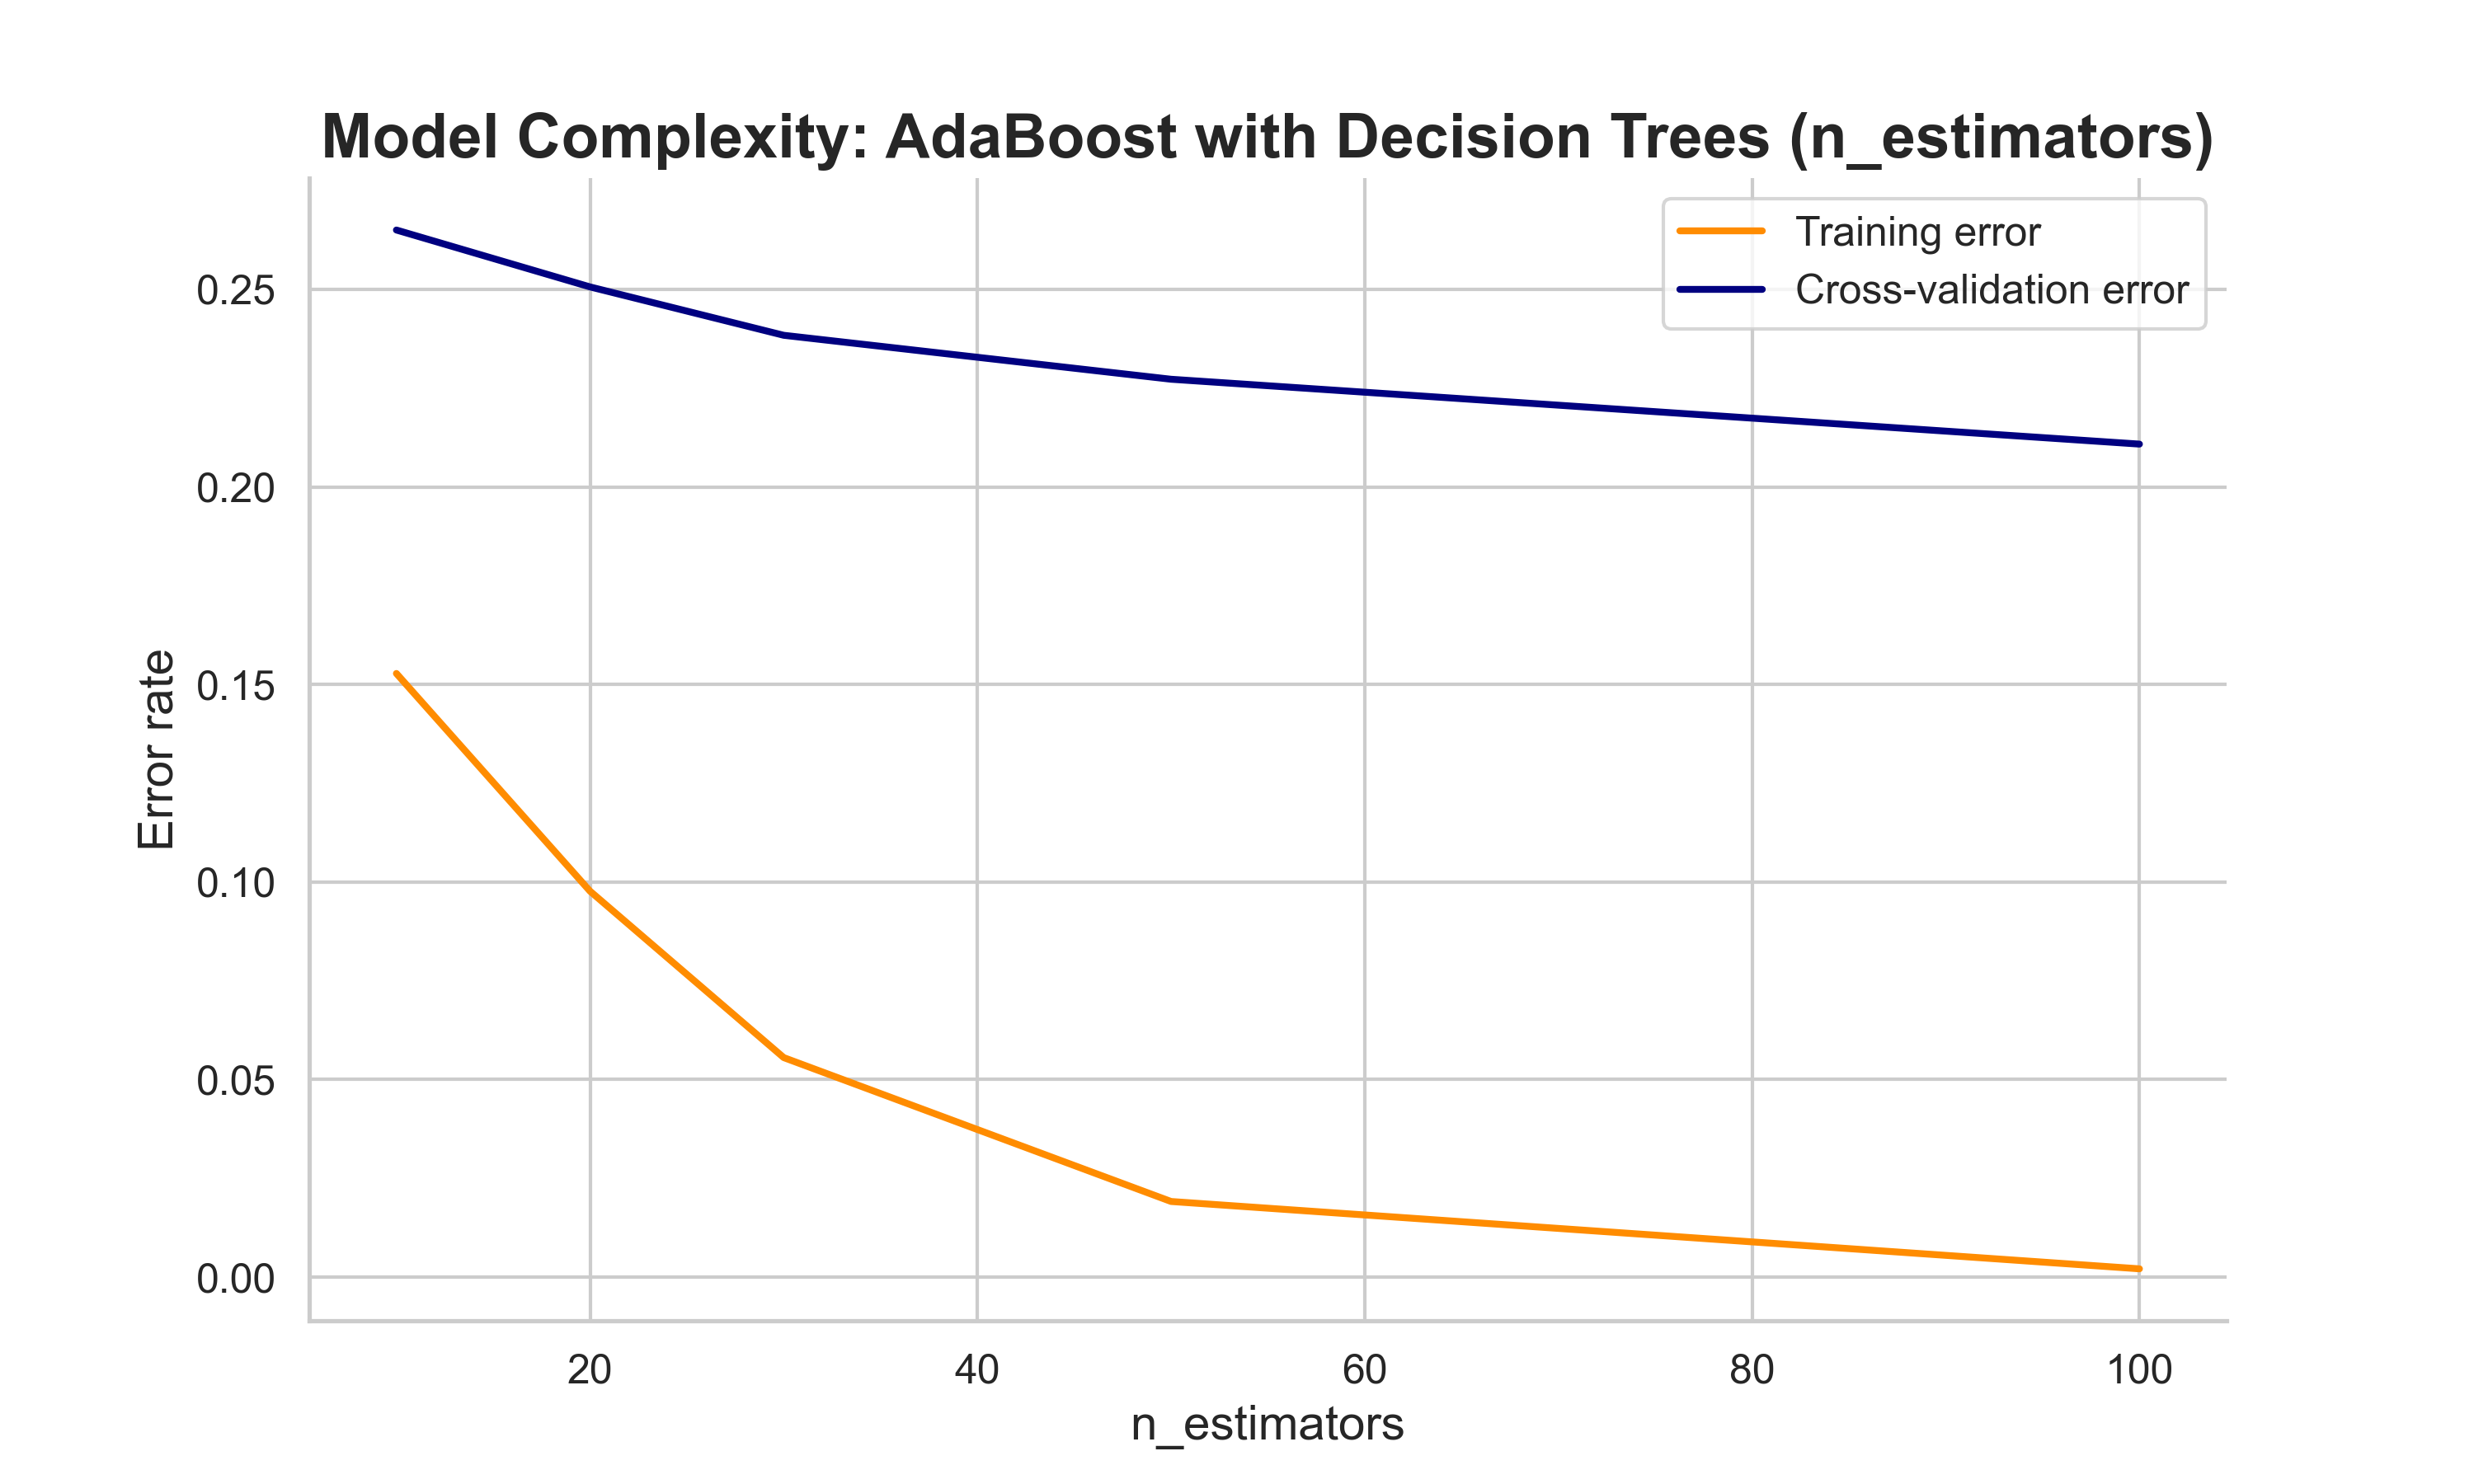 Model Complexity: AdaBoost with Decision Trees (n_estimators)
Training error
Cross-validation error
Error rate
0.25
0.20
0.15
0.10
0.05
0.00
20 40 60 80 100
n_estimators